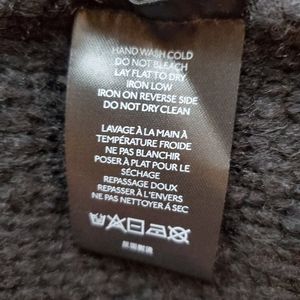 HAND WASH COLD
DO NOT BLEACH
LAY FLAT TO DRY
IRON LOW
IRON ON REVERSE SIDE
DO NOT DRY CLEAN
LAVAGE À LA MAIN À
TEMPÉRATURE FROIDE
NE PAS BLANCHIR
POSER À PLAT POUR LE
SÉCHAGE
REPASSAGE DOUX
REPASSER À L'ENVERS
NE PAS NETTOYER À SEC